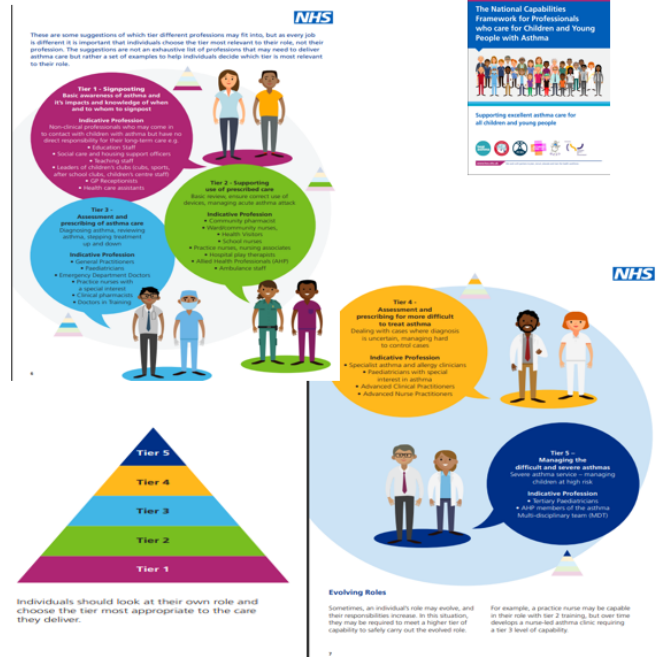 NHS
These are some suggestions of which tier different professions may fit into, but as every job
is different it is important that individuals choose the tier most relevant to their role, not their
profession. The suggestions are not an exhaustive list of professions that may need to deliver
asthma care but rather a set of examples to help individuals decide which tier is most relevant
to their role.
Tier 1 - Signposting
Basic awareness of asthma and
it's impacts and knowledge of when
and to whom to signpost
Indicative Profession
Non-clinical professionals who may come in
to contact with children with asthma but have no
direct responsibility for their long-term care e.g.
• Education Staff
• Social care and housing support officers
• Teaching staff
• Leaders of children's clubs (cubs, sports,
after school clubs, children's centre staff)
• GP Receptionists
• Health care assistants
Tier 2 - Supporting
use of prescribed care
Basic review, ensure correct use of
devices, managing acute asthma attack
Indicative Profession
• Community pharmacist
• Ward/community nurses,
• Health Visitors
• School nurses
• Practice nurses, nursing associates
• Hospital play therapists
• Allied Health Professionals (AHP)
• Ambulance staff
Tier 3 -
Assessment and
prescribing of asthma care
Diagnosing asthma, reviewing
asthma, stepping treatment
up and down
Indicative Profession
• General Practitioners
• Paediatricians
• Emergency Department Doctors
• Practice nurses with
a special interest
• Clinical pharmacists
• Doctors in Training
6
The National Capabilities
Framework for Professionals
who care for Children and Young
People with Asthma
Supporting excellent asthma care for
all children and young people
NHS
Tier 4 -
Assessment and
prescribing for more difficult
to treat asthma
Dealing with cases where diagnosis
is uncertain, managing hard
to control cases
Indicative Profession
• Specialist asthma and allergy clinicians
• Paediatricians with special
interest in asthma
• Advanced Clinical Practitioners
• Advanced Nurse Practitioners
Tier 5 –
Managing the
difficult and severe asthmas
Severe asthma service – managing
children at high risk
Indicative Profession
• Tertiary Paediatricians
• AHP members of the asthma
Multi-disciplinary team (MDT)
Evolving Roles
Sometimes, an individual's role may evolve, and
their responsibilities increase. In this situation,
they may be required to meet a higher tier of
capability to safely carry out the evolved role.
For example, a practice nurse may be capable
in their role with tier 2 training, but over time
develops a nurse-led asthma clinic requiring
a tier 3 level of capability.
7
Tier 5
Tier 4
Tier 3
Tier 2
Tier 1
Individuals should look at their own role and
choose the tier most appropriate to the care
they deliver.